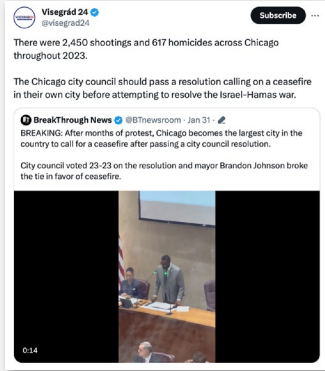 Visegrád 24
@visegrad24
Subscribe
There were 2,450 shootings and 617 homicides across Chicago
throughout 2023.
The Chicago city council should pass a resolution calling on a ceasefire
in their own city before attempting to resolve the Israel-Hamas war.
BreakThrough News @BTnewsroom · Jan 31 ·
BREAKING: After months of protest, Chicago becomes the largest city in the
country to call for a ceasefire after passing a city council resolution.
City council voted 23-23 on the resolution and mayor Brandon Johnson broke
the tie in favor of ceasefire.
0:14